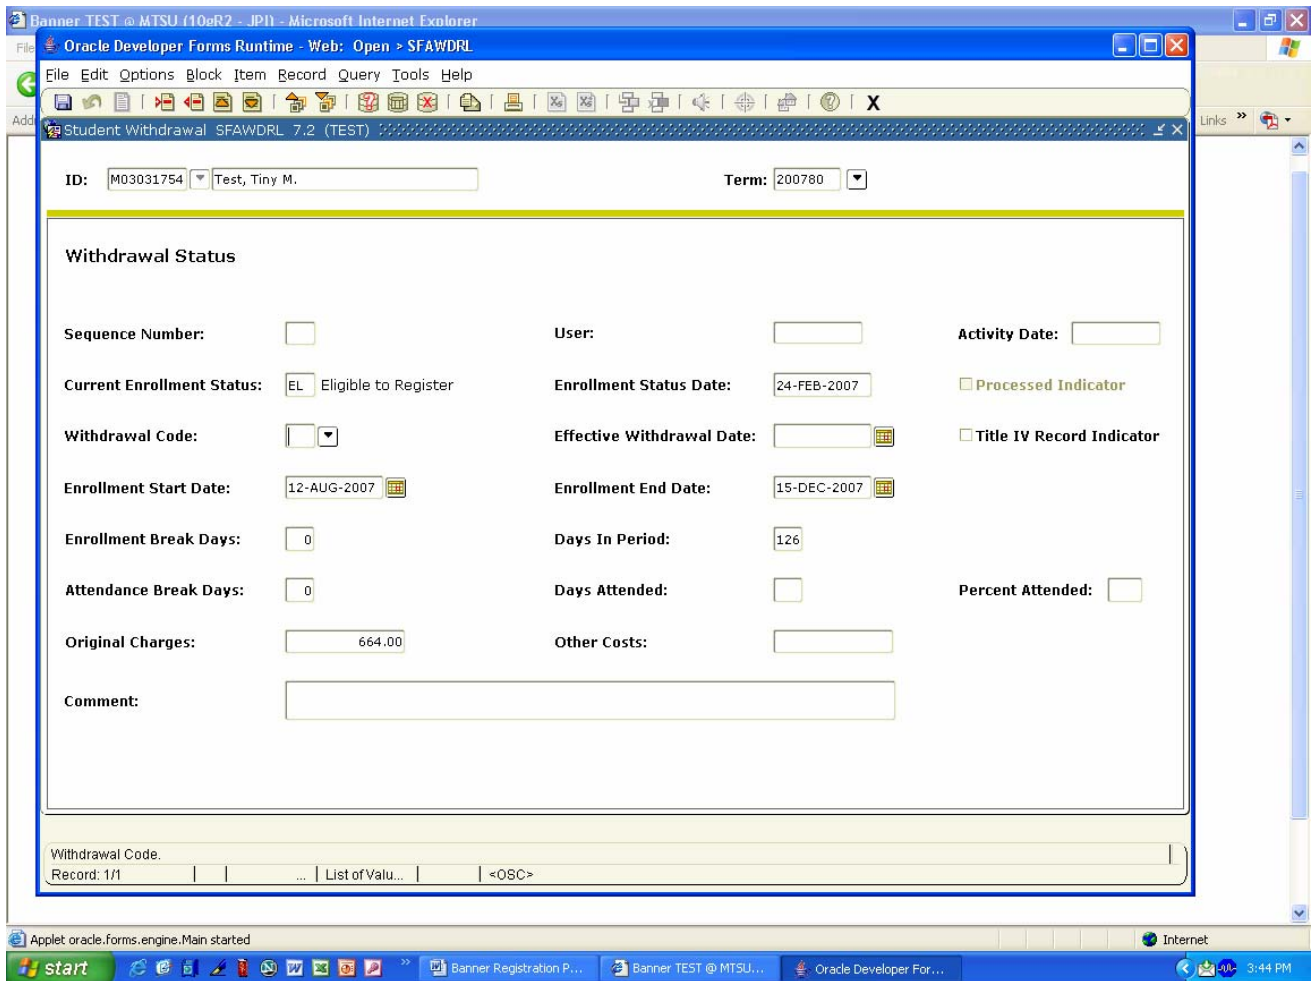 Banner TEST @ MTSU (10gR2 - JPI) - Microsoft Internet Explorer
File
Oracle Developer Forms Runtime - Web: Open > SFAWDRL
File Edit Options Block Item Record Query Tools Help
X
Links »
Student Withdrawal SFAWDRL 7.2 (TEST)
ID: M03031754 Test, Tiny M. Term: 200780
Withdrawal Status
Sequence Number: User: Activity Date:
Current Enrollment Status: EL Eligible to Register Enrollment Status Date: 24-FEB-2007 Processed Indicator
Withdrawal Code: Effective Withdrawal Date: Title IV Record Indicator
Enrollment Start Date: 12-AUG-2007 Enrollment End Date: 15-DEC-2007
Enrollment Break Days: 0 Days In Period: 126
Attendance Break Days: 0 Days Attended: Percent Attended:
Original Charges: 664.00 Other Costs:
Comment:
Withdrawal Code.
Record: 1/1 ... List of Valu... <OSC>
Applet oracle.forms.engine.Main started Internet
start » Banner Registration P... Banner TEST @ MTSU... Oracle Developer For... 3:44 PM